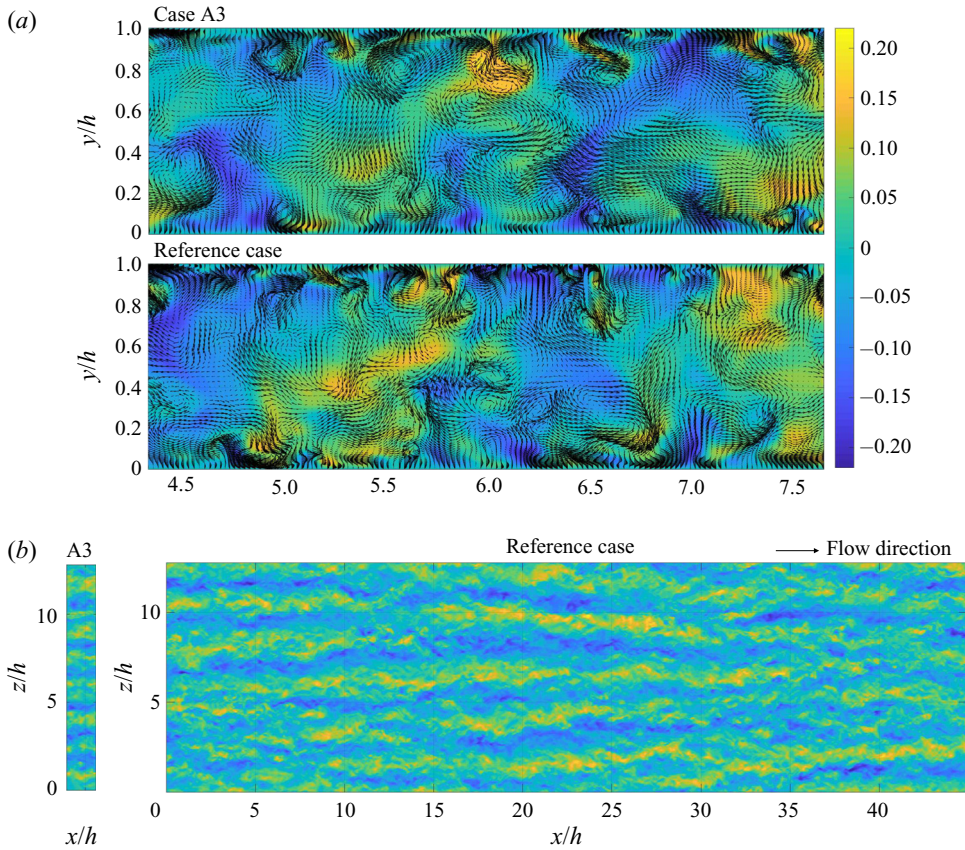 (a)
Case A3
1.0
0.8
0.6
0.4
0.2
0
y/h
Reference case
1.0
0.8
0.6
0.4
0.2
0
y/h
4.5 5.0 5.5 6.0 6.5 7.0 7.5
0.20
0.15
0.10
0.05
0
−0.05
−0.10
−0.15
−0.20
(b)
A3
10
5
0
z/h
x/h
Reference case
Flow direction
10
5
z/h
0 5 10 15 20 25 30 35 40
x/h